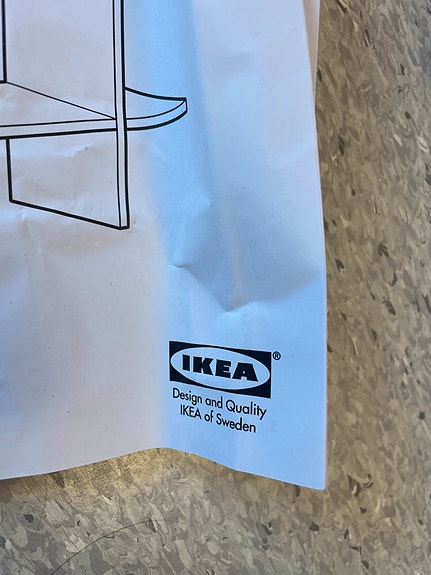 IKEA®
Design and Quality
IKEA of Sweden